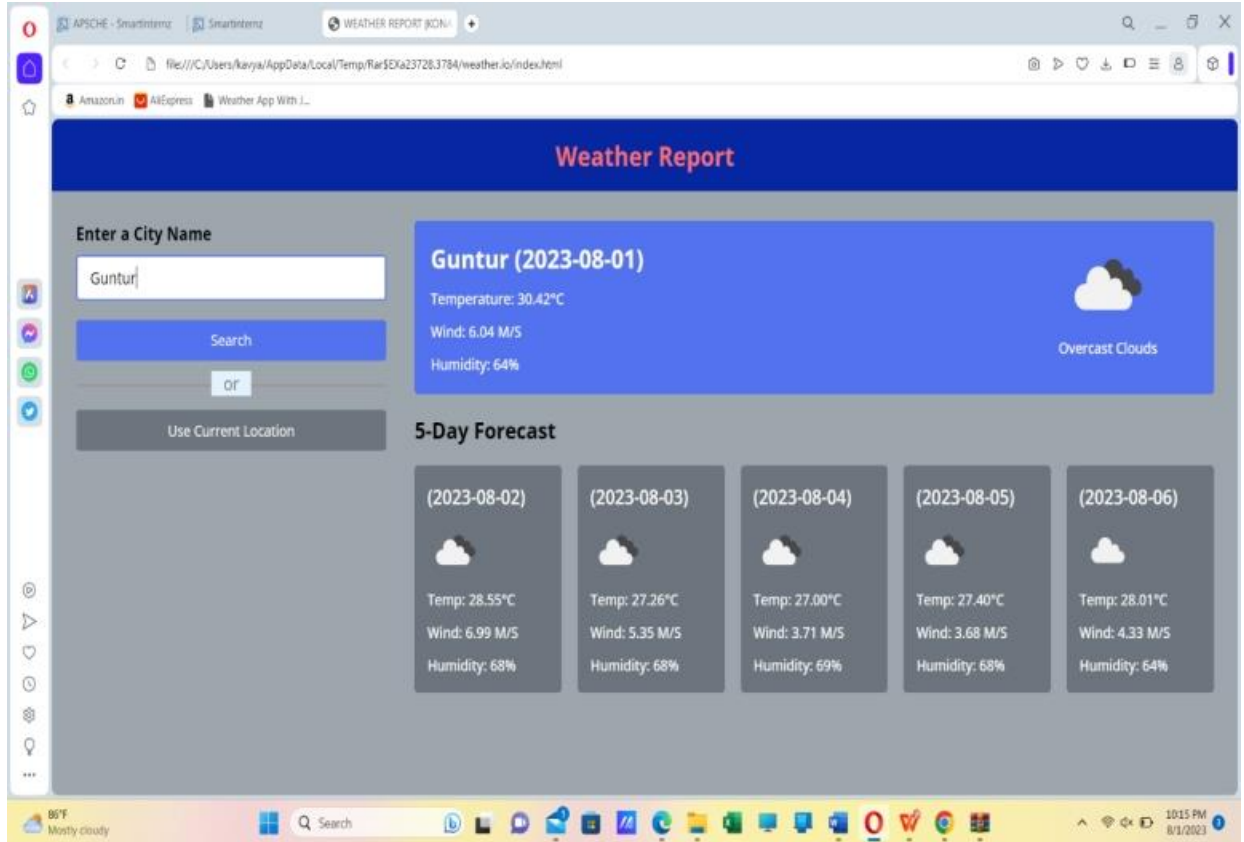 APSCHE - Smartinternz
Smartinternz
WEATHER REPORT
file:///C:/Users/kavya/AppData/Local/Temp/Rar$EXa23728.3784/weather.io/index.html
Amazon.in
AliExpress
Weather App With J...
Weather Report
Enter a City Name
Guntur
Search
or
Use Current Location
Guntur (2023-08-01)
Temperature: 30.42°C
Wind: 6.04 M/S
Humidity: 64%
Overcast Clouds
5-Day Forecast
(2023-08-02)
Temp: 28.55°C
Wind: 6.99 M/S
Humidity: 68%
(2023-08-03)
Temp: 27.26°C
Wind: 5.35 M/S
Humidity: 68%
(2023-08-04)
Temp: 27.00°C
Wind: 3.71 M/S
Humidity: 69%
(2023-08-05)
Temp: 27.40°C
Wind: 3.68 M/S
Humidity: 68%
(2023-08-06)
Temp: 28.01°C
Wind: 4.33 M/S
Humidity: 64%
86°F
Mostly cloudy
Search
10:15 PM
8/1/2023